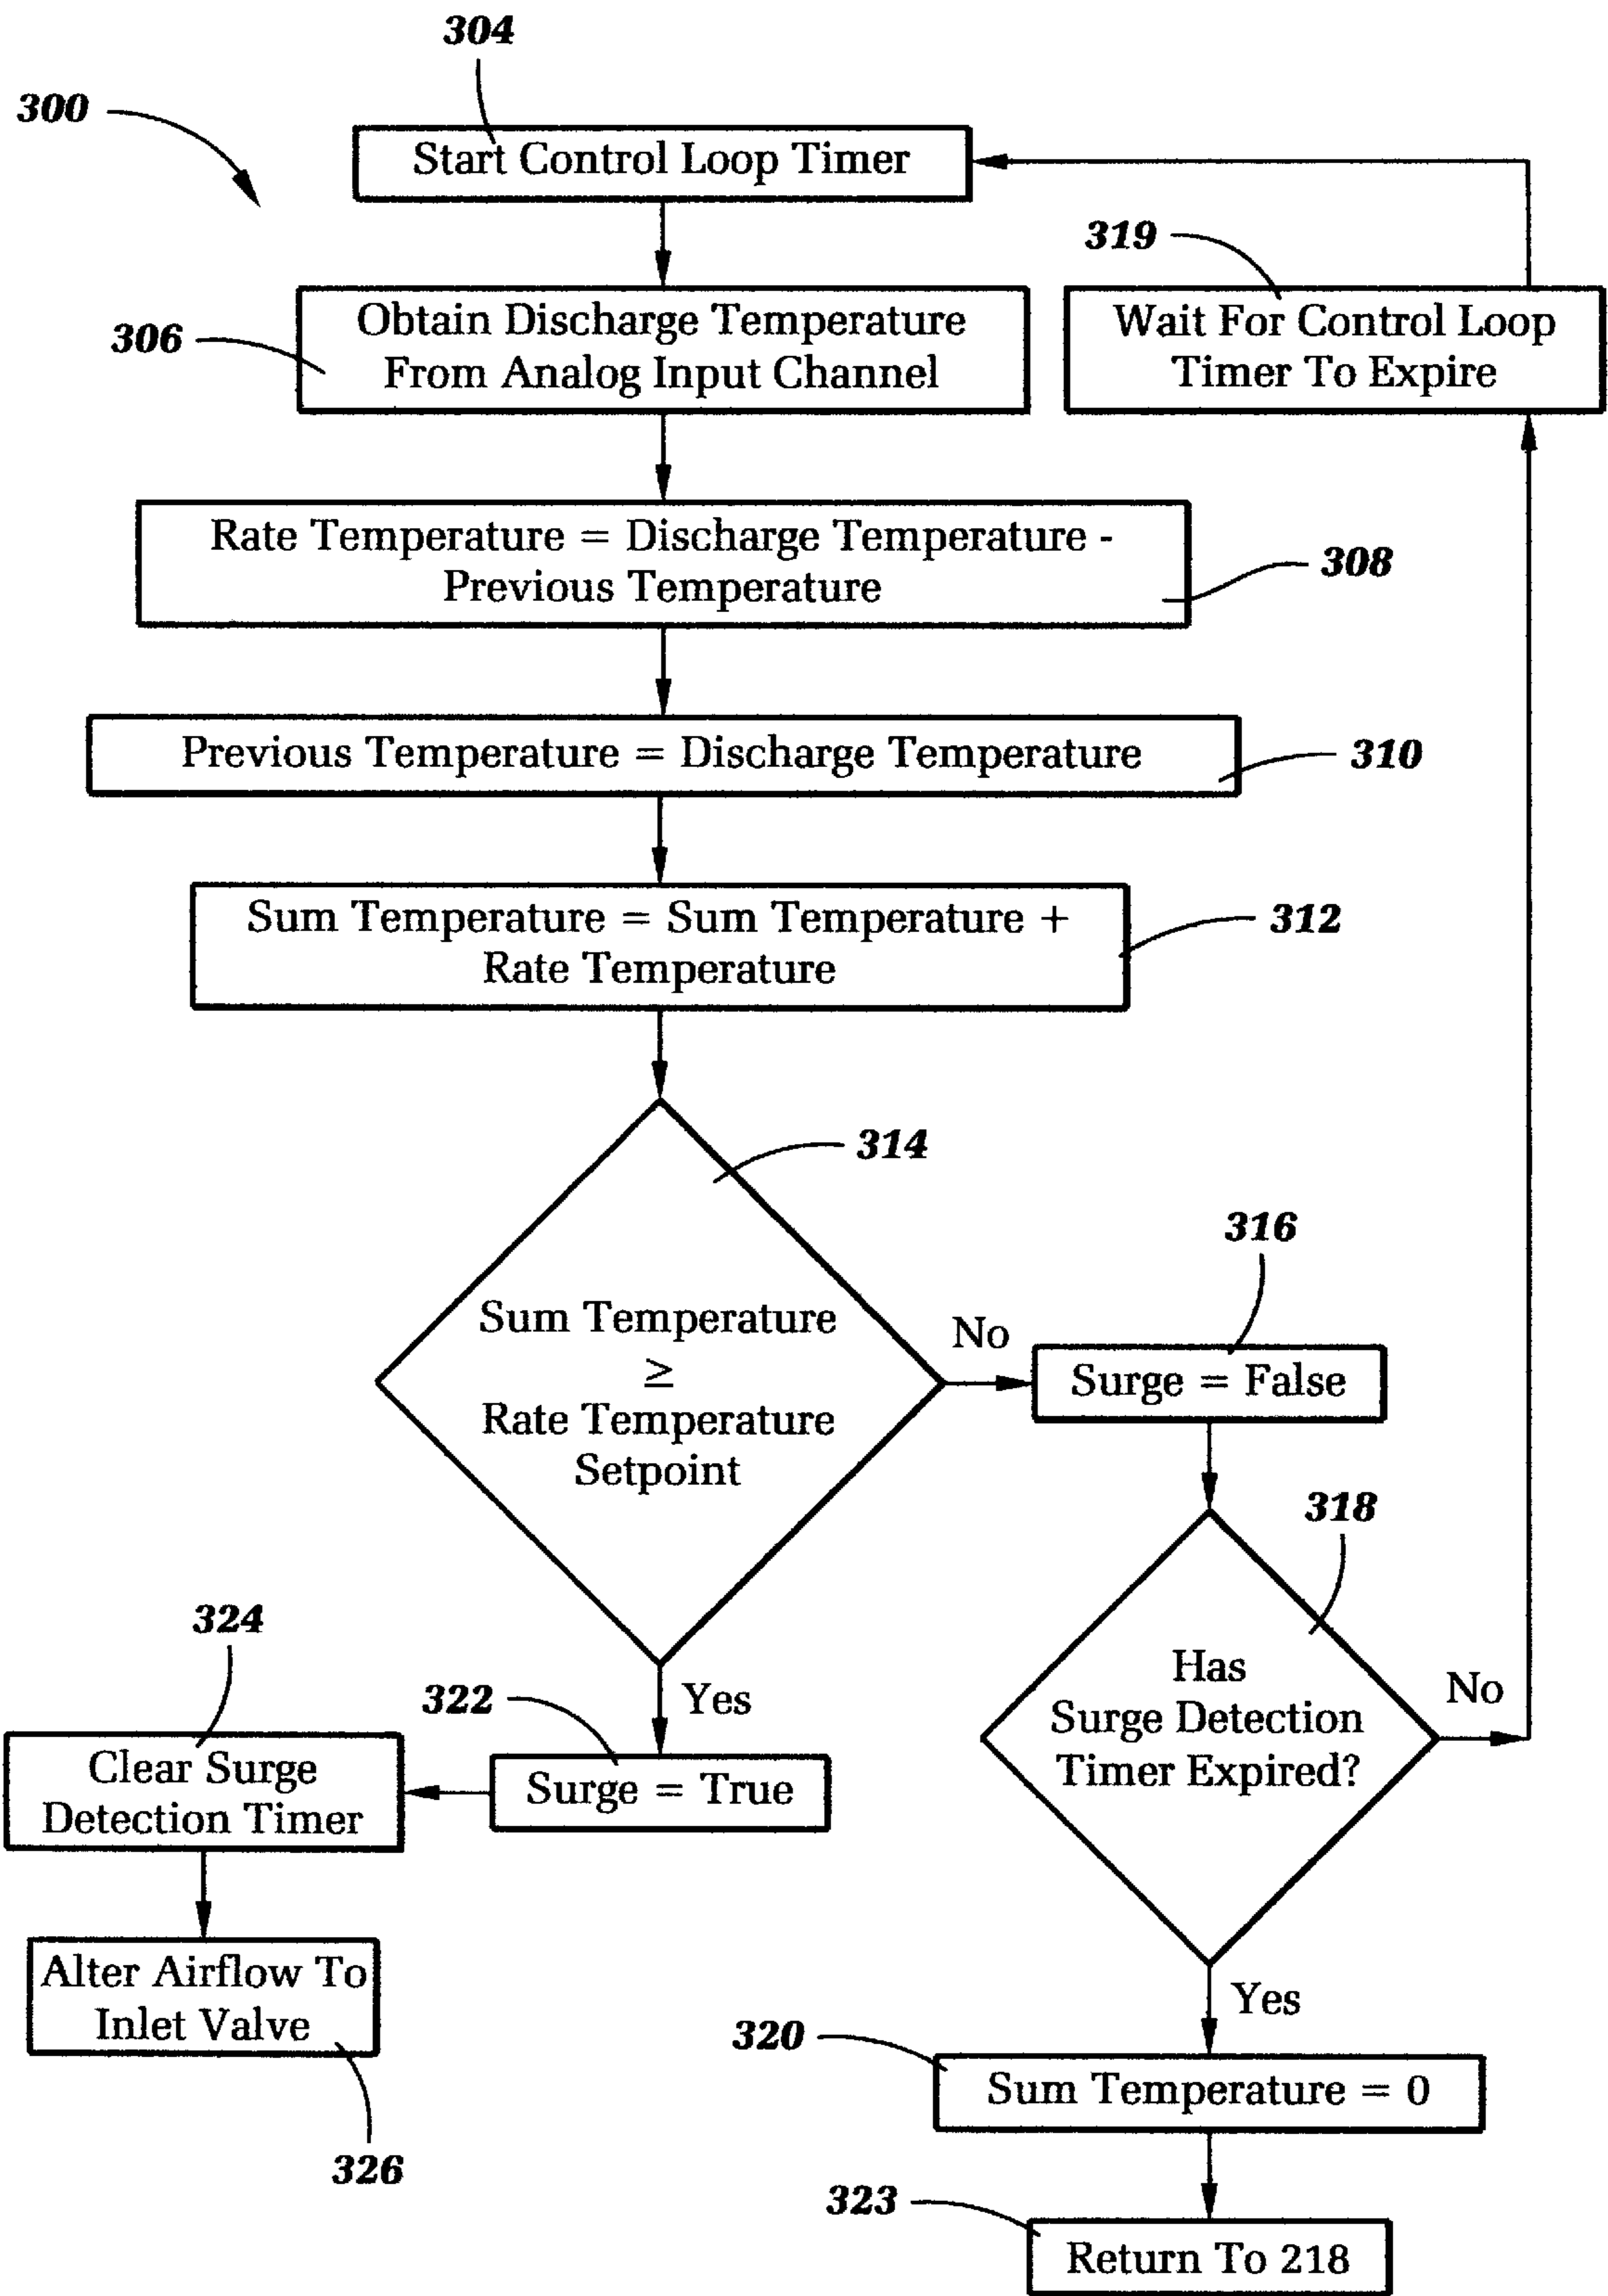 304
300
Start Control Loop Timer
319
306
Obtain Discharge Temperature
From Analog Input Channel
Wait For Control Loop
Timer To Expire
Rate Temperature = Discharge Temperature -
Previous Temperature
308
Previous Temperature = Discharge Temperature
310
Sum Temperature = Sum Temperature +
Rate Temperature
312
314
Sum Temperature
≥
Rate Temperature
Setpoint
No
316
Surge = False
318
Has
Surge Detection
Timer Expired?
No
Yes
322
Surge = True
324
Clear Surge
Detection Timer
Alter Airflow To
Inlet Valve
326
Yes
320
Sum Temperature = 0
323
Return To 218